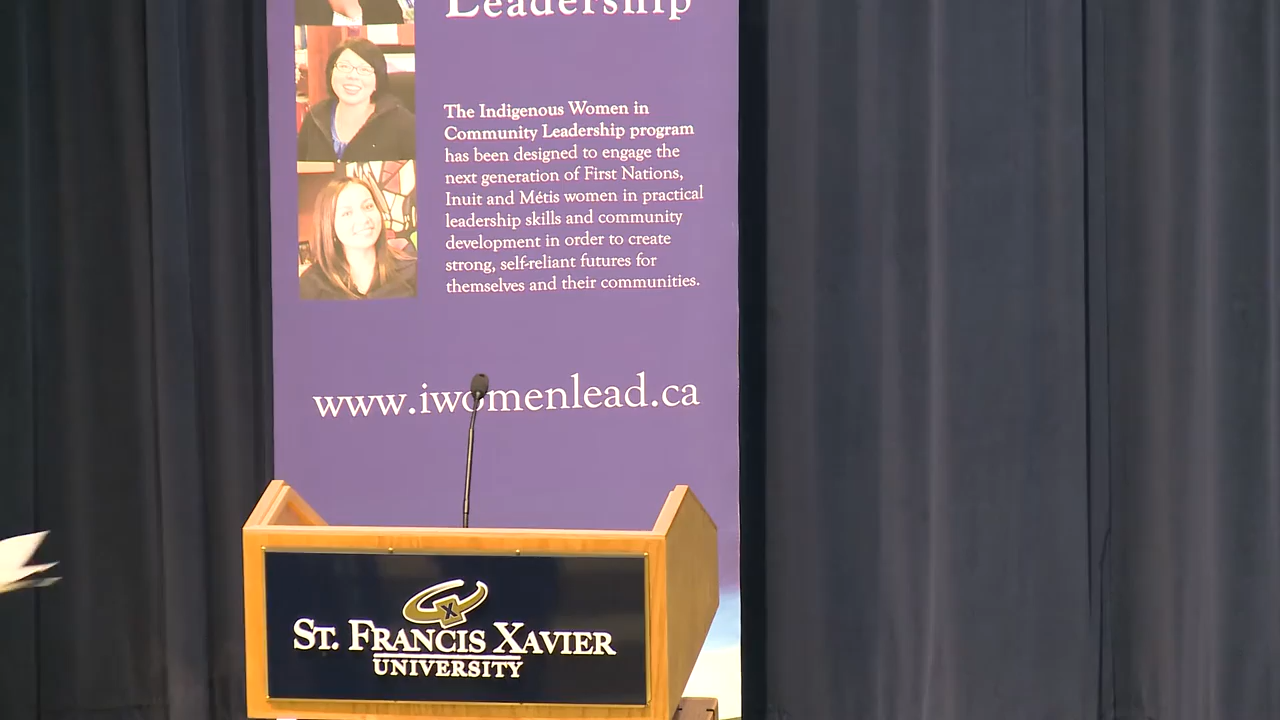 Leadership
The Indigenous Women in
Community Leadership program
has been designed to engage the
next generation of First Nations,
Inuit and Métis women in practical
leadership skills and community
development in order to create
strong, self-reliant futures for
themselves and their communities.
www.iwomenlead.ca
X
ST. FRANCIS XAVIER
UNIVERSITY